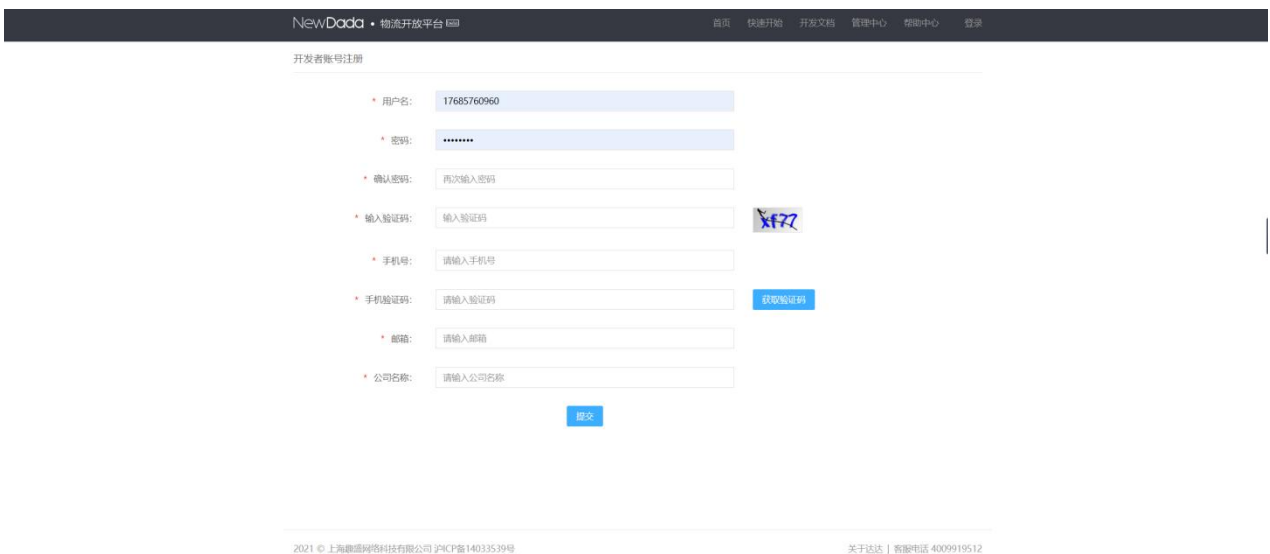 NewDada • 物流开放平台
首页 快速开始 开发文档 管理中心 帮助中心 登录
开发者账号注册
* 用户名: 17685760960
* 密码: ••••••••
* 确认密码: 再次输入密码
* 输入验证码: 输入验证码 xf77
* 手机号: 请输入手机号
* 手机验证码: 请输入验证码 获取验证码
* 邮箱: 请输入邮箱
* 公司名称: 请输入公司名称
提交
2021 © 上海趣盛网络科技有限公司 沪ICP备14033539号
关于达达 | 客服电话 4009919512